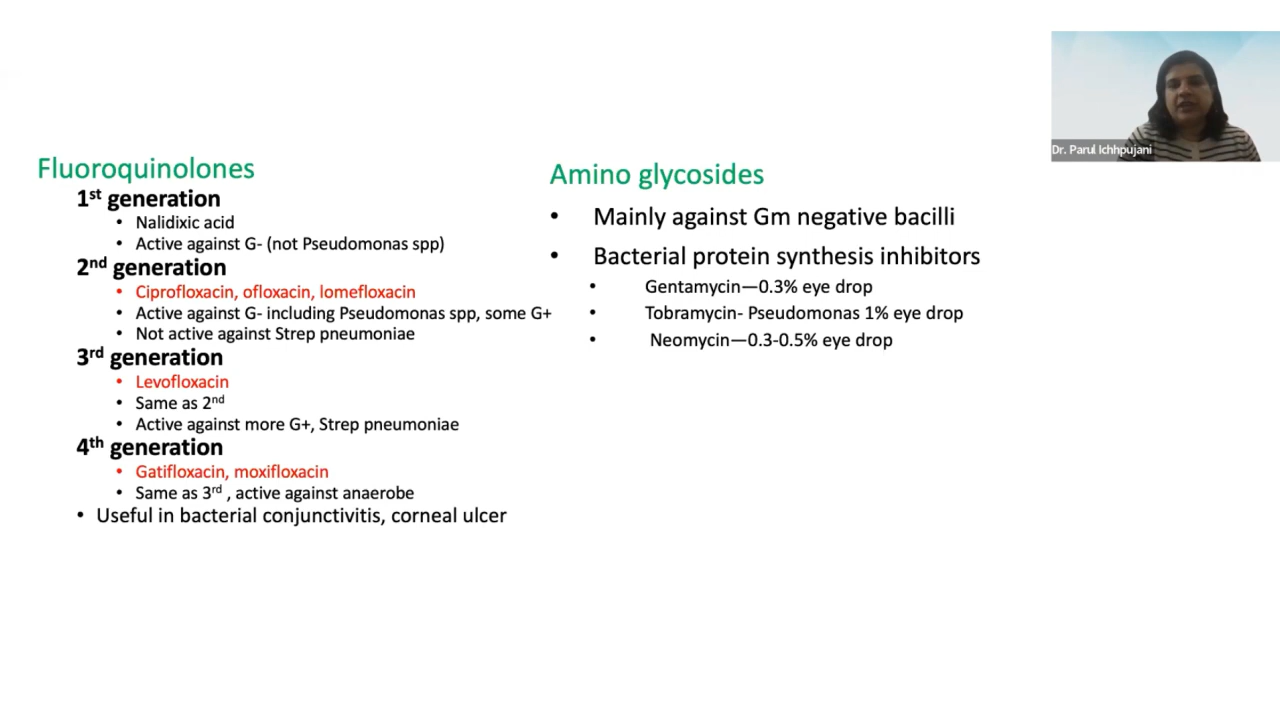 Fluoroquinolones
1st generation
• Nalidixic acid
• Active against G- (not Pseudomonas spp)
2nd generation
• Ciprofloxacin, ofloxacin, lomefloxacin
• Active against G- including Pseudomonas spp, some G+
• Not active against Strep pneumoniae
3rd generation
• Levofloxacin
• Same as 2nd
• Active against more G+, Strep pneumoniae
4th generation
• Gatifloxacin, moxifloxacin
• Same as 3rd , active against anaerobe
• Useful in bacterial conjunctivitis, corneal ulcer
Amino glycosides
• Mainly against Gm negative bacilli
• Bacterial protein synthesis inhibitors
• Gentamycin—0.3% eye drop
• Tobramycin- Pseudomonas 1% eye drop
• Neomycin—0.3-0.5% eye drop
Dr. Parul Ichhpujani